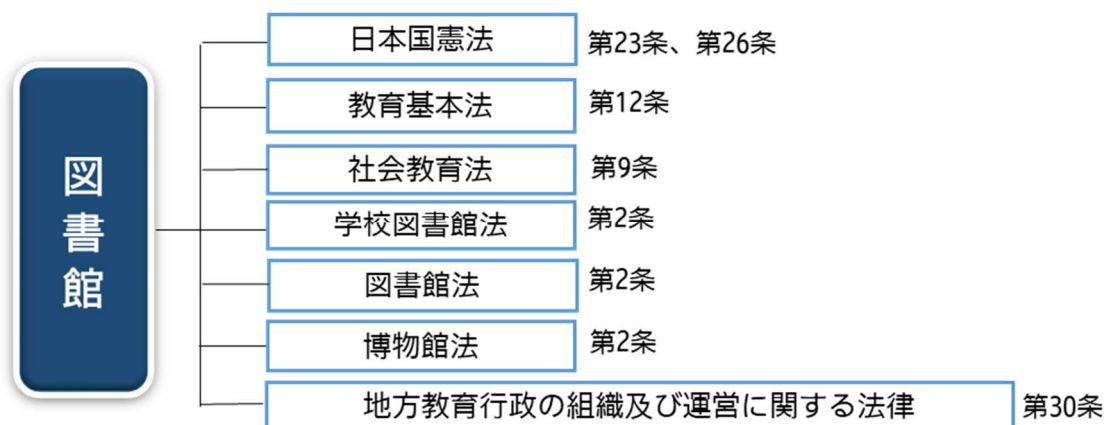 図書館
日本国憲法 第23条、第26条
教育基本法 第12条
社会教育法 第9条
学校図書館法 第2条
図書館法 第2条
博物館法 第2条
地方教育行政の組織及び運営に関する法律 第30条